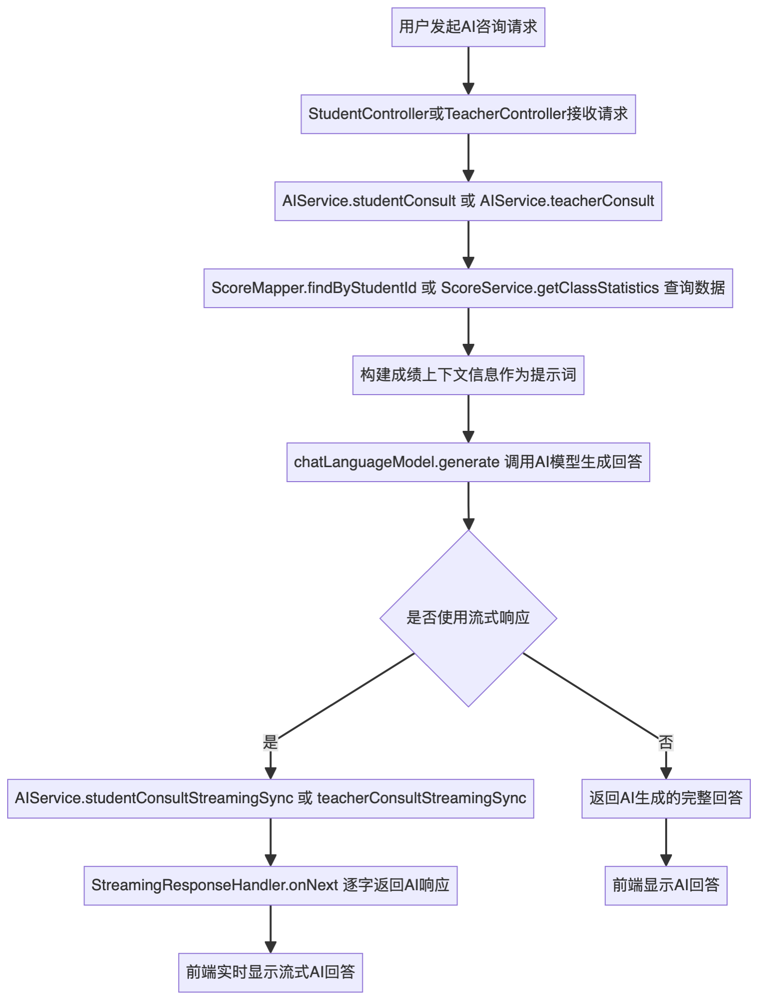 用户发起AI咨询请求
StudentController或TeacherController接收请求
AIService.studentConsult 或 AIService.teacherConsult
ScoreMapper.findByStudentId 或 ScoreService.getClassStatistics 查询数据
构建成绩上下文信息作为提示词
chatLanguageModel.generate 调用AI模型生成回答
是否使用流式响应
是
否
AIService.studentConsultStreamingSync 或 teacherConsultStreamingSync
返回AI生成的完整回答
StreamingResponseHandler.onNext 逐字返回AI响应
前端显示AI回答
前端实时显示流式AI回答